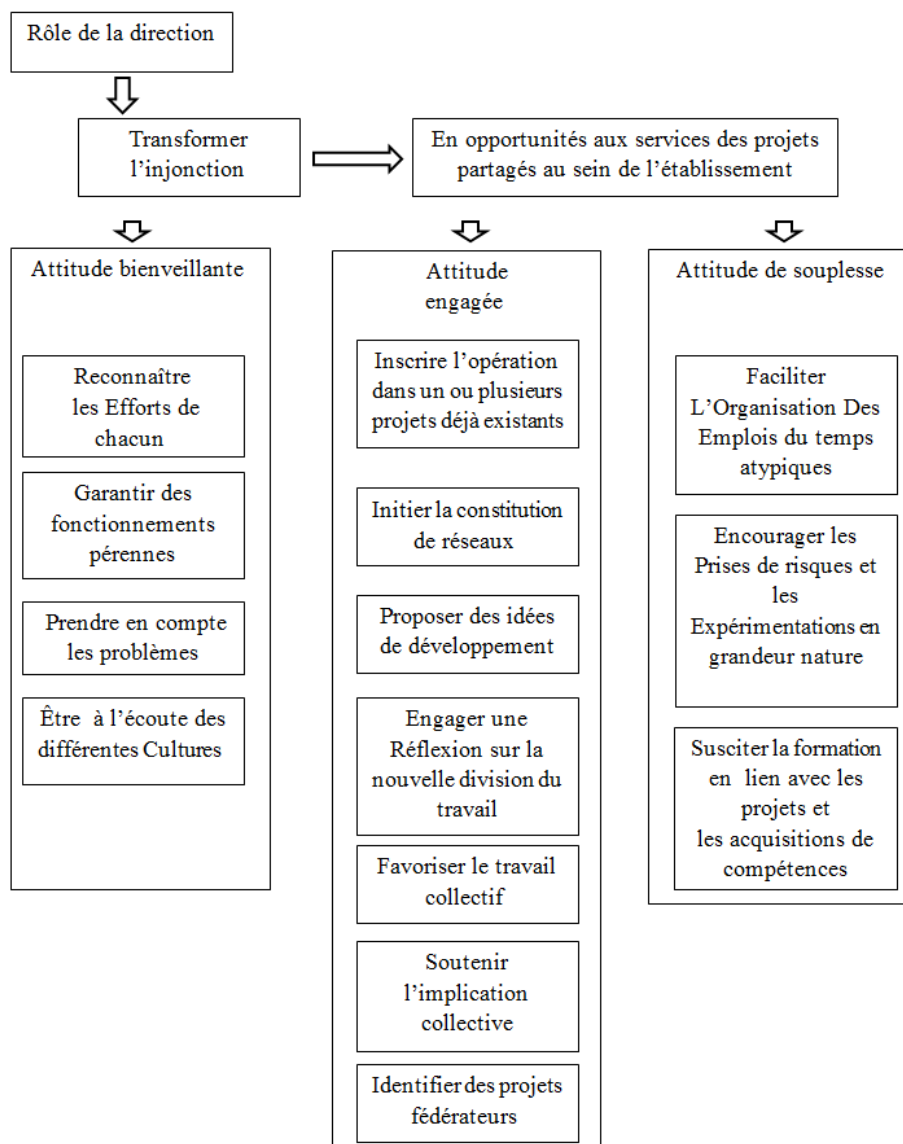 Rôle de la direction
Transformer
l’injonction
En opportunités aux services des projets
partagés au sein de l’établissement
Attitude bienveillante
Reconnaître
les Efforts de
chacun
Garantir des
fonctionnements
pérennes
Prendre en compte
les problèmes
Être à l’écoute des
différentes Cultures
Attitude
engagée
Inscrire l’opération
dans un ou plusieurs
projets déjà existants
Initier la constitution
de réseaux
Proposer des idées
de développement
Engager une
Réflexion sur la
nouvelle division du
travail
Favoriser le travail
collectif
Soutenir
l’implication
collective
Identifier des projets
fédérateurs
Attitude de souplesse
Faciliter
L’Organisation Des
Emplois du temps
atypiques
Encourager les
Prises de risques et
les
Expérimentations en
grandeur nature
Susciter la formation
en lien avec les
projets et
les acquisitions de
compétences